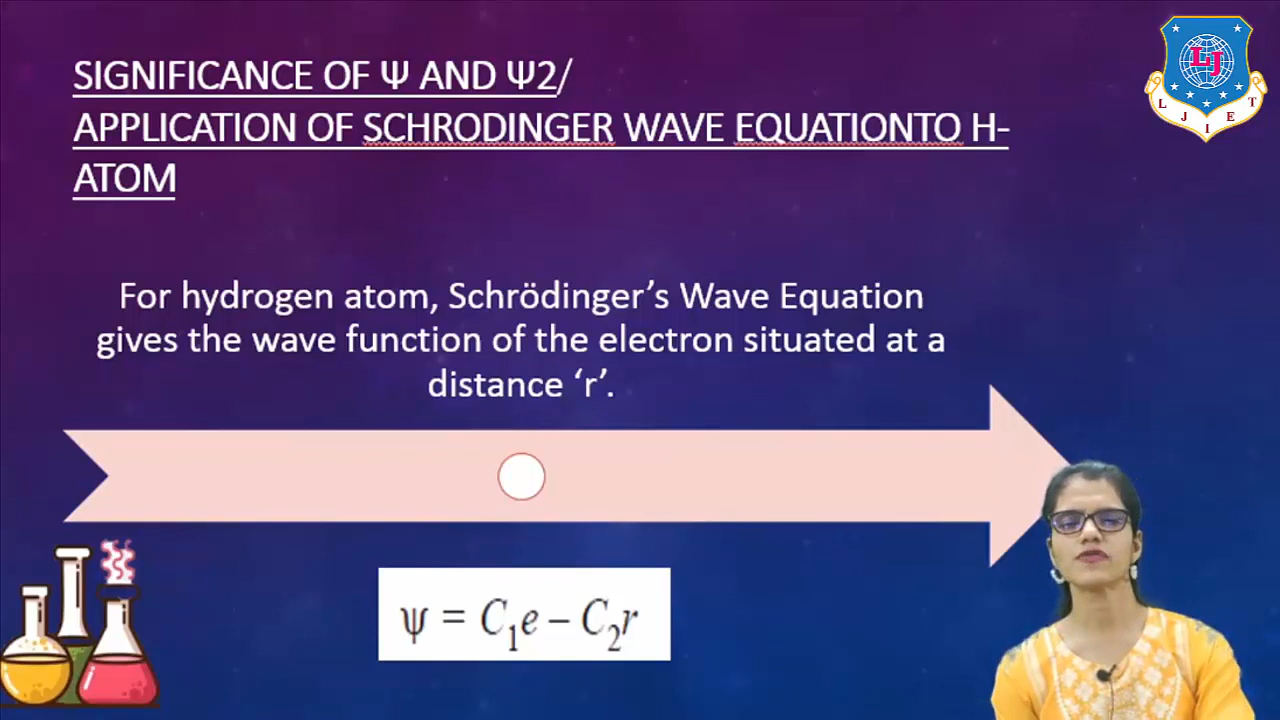 SIGNIFICANCE OF Ψ AND Ψ2/
APPLICATION OF SCHRODINGER WAVE EQUATIONTO H-
ATOM
LJ
L J I E T
For hydrogen atom, Schrödinger’s Wave Equation
gives the wave function of the electron situated at a
distance ‘r’.
ψ = C₁e – C₂r